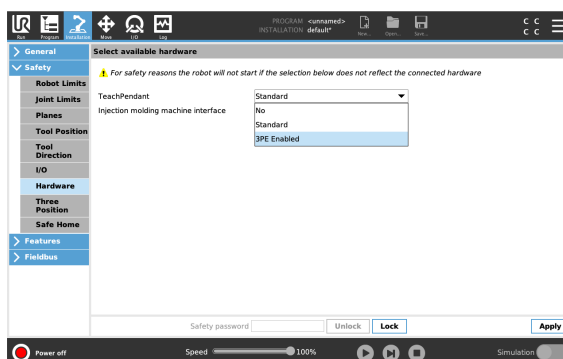 UR
Run
Program
Installation
Move
I/O
Log
PROGRAM <unnamed>
INSTALLATION default*
New...
Open...
Save...
C C
C C
General
Safety
Robot Limits
Joint Limits
Planes
Tool Position
Tool
Direction
I/O
Hardware
Three
Position
Safe Home
Features
Fieldbus
Select available hardware
For safety reasons the robot will not start if the selection below does not reflect the connected hardware
TeachPendant
Standard
Injection molding machine interface
No
Standard
3PE Enabled
Safety password
Unlock
Lock
Apply
Power off
Speed
100%
Simulation